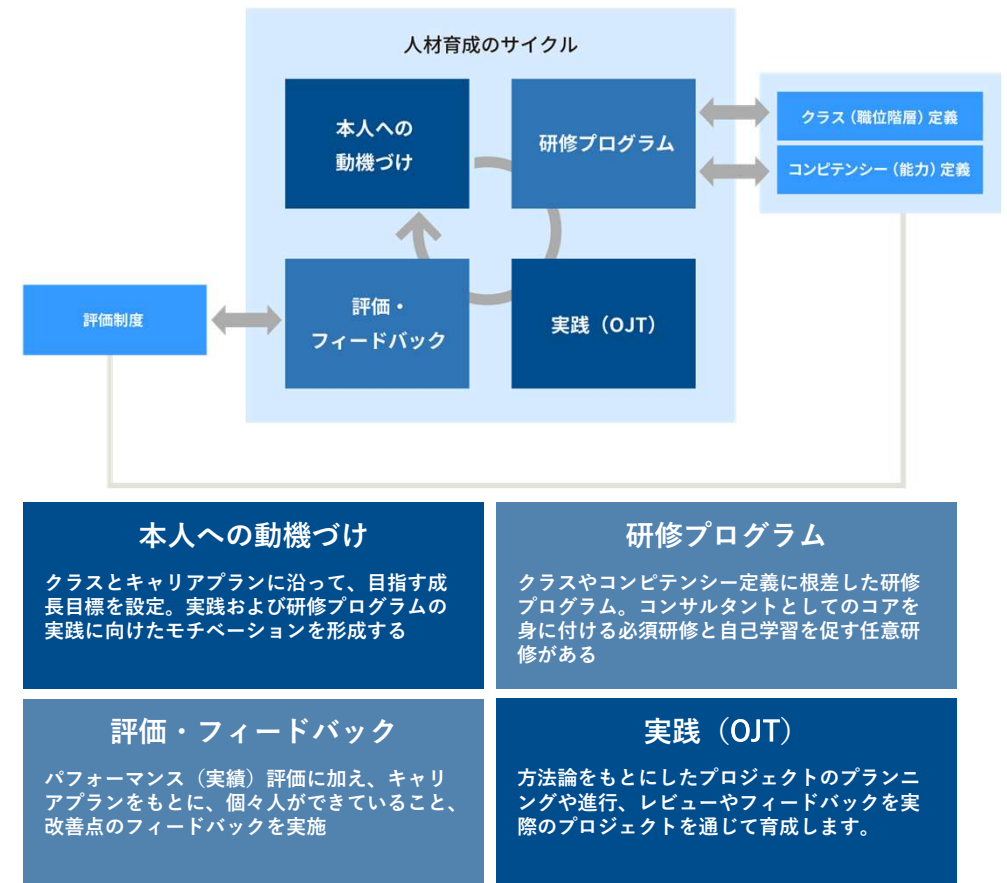 人材育成のサイクル
本人への
動機づけ
研修プログラム
クラス（職位階層）定義
コンピテンシー（能力）定義
評価制度
評価・
フィードバック
実践（OJT）
本人への動機づけ
クラスとキャリアプランに沿って、目指す成
長目標を設定。実践および研修プログラムの
実践に向けたモチベーションを形成する
研修プログラム
クラスやコンピテンシー定義に根差した研修
プログラム。コンサルタントとしてのコアを
身に付ける必須研修と自己学習を促す任意研
修がある
評価・フィードバック
パフォーマンス（実績）評価に加え、キャリ
アプランをもとに、個々人ができていること、
改善点のフィードバックを実施
実践（OJT）
方法論をもとにしたプロジェクトのプランニ
ングや進行、レビューやフィードバックを実
際のプロジェクトを通じて育成します。